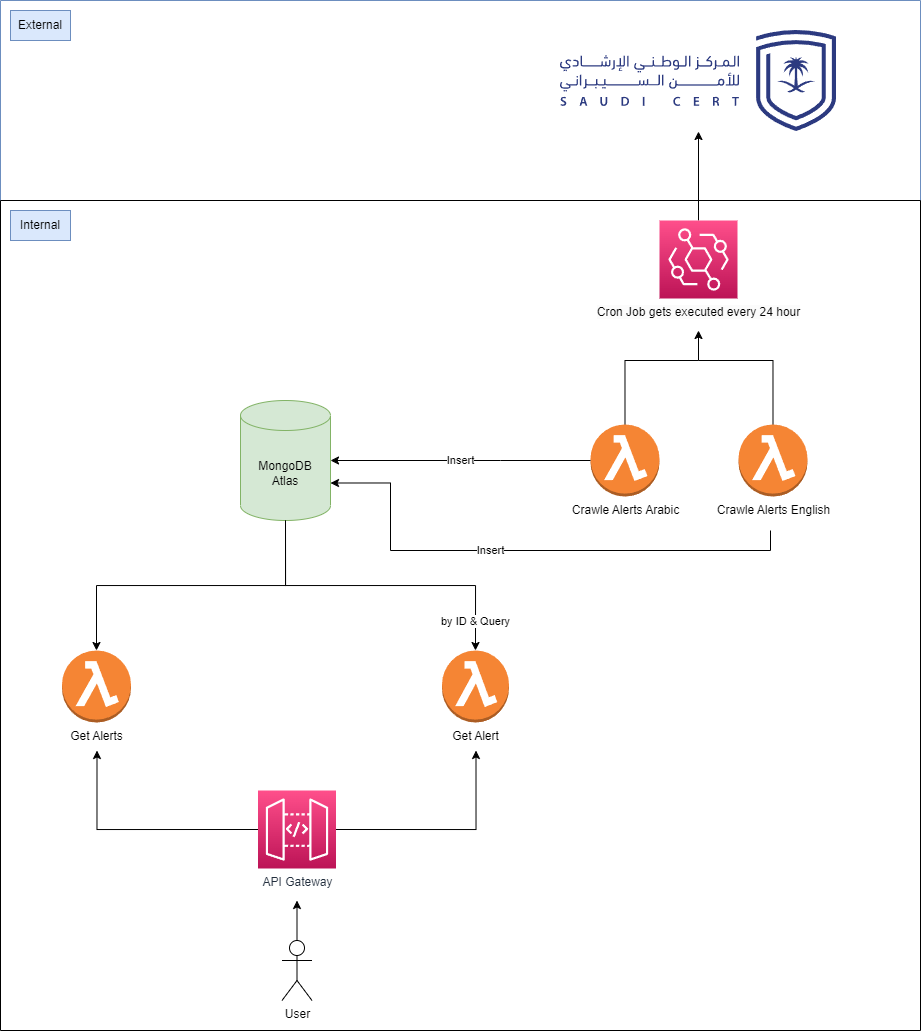 External
المركز الوطني الإرشادي
للأمن السيبراني
SAUDI CERT
Internal
Cron Job gets executed every 24 hour
MongoDB
Atlas
Insert
Crawle Alerts Arabic
Crawle Alerts English
Insert
by ID & Query
Get Alerts
Get Alert
</>
API Gateway
User